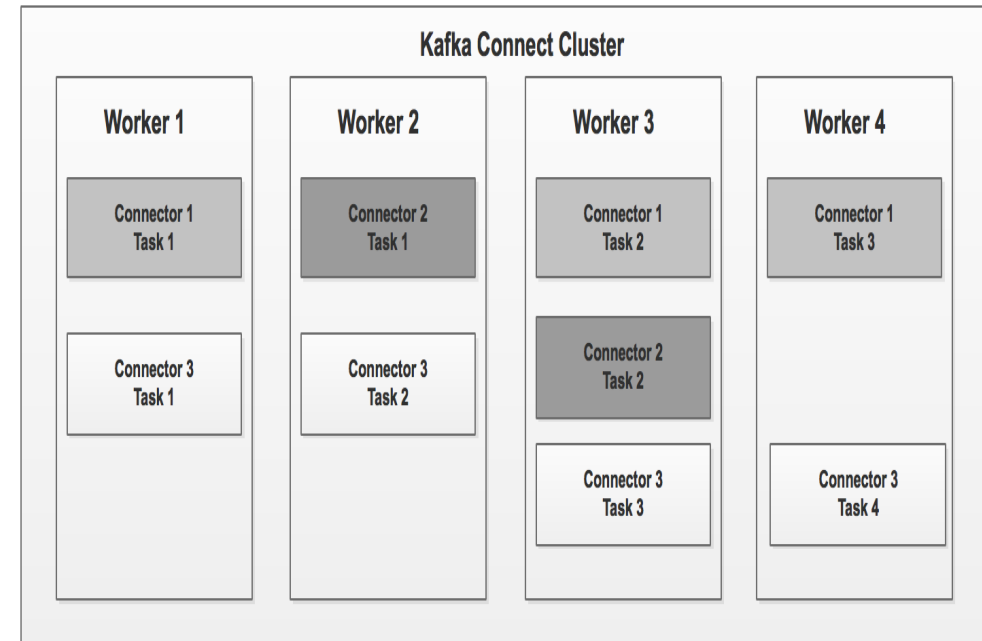 Kafka Connect Cluster
Worker 1
Connector 1
Task 1
Connector 3
Task 1
Worker 2
Connector 2
Task 1
Connector 3
Task 2
Worker 3
Connector 1
Task 2
Connector 2
Task 2
Connector 3
Task 3
Worker 4
Connector 1
Task 3
Connector 3
Task 4